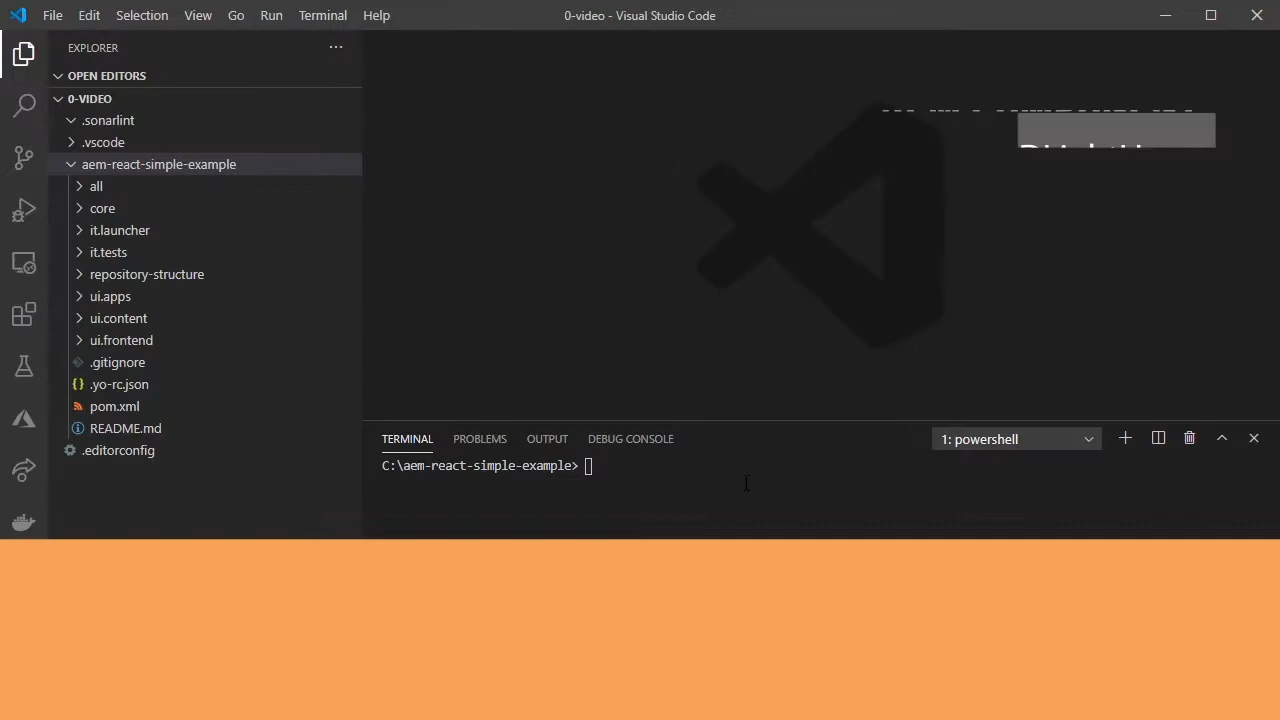 File Edit Selection View Go Run Terminal Help
0-video - Visual Studio Code
EXPLORER
OPEN EDITORS
0-VIDEO
.sonarlint
.vscode
aem-react-simple-example
all
core
it.launcher
it.tests
repository-structure
ui.apps
ui.content
ui.frontend
.gitignore
.yo-rc.json
pom.xml
README.md
.editorconfig
TERMINAL PROBLEMS OUTPUT DEBUG CONSOLE
1: powershell
C:\aem-react-simple-example>